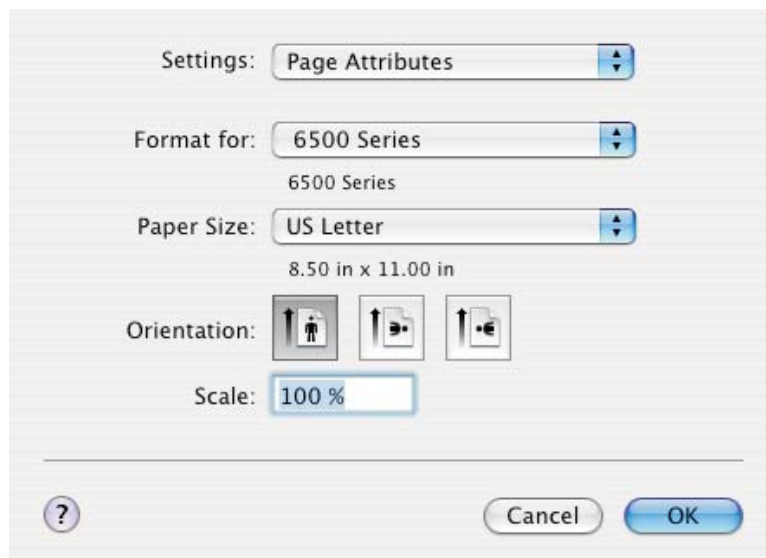 Settings: Page Attributes
Format for: 6500 Series
6500 Series
Paper Size: US Letter
8.50 in x 11.00 in
Orientation:
Scale: 100 %
? Cancel OK